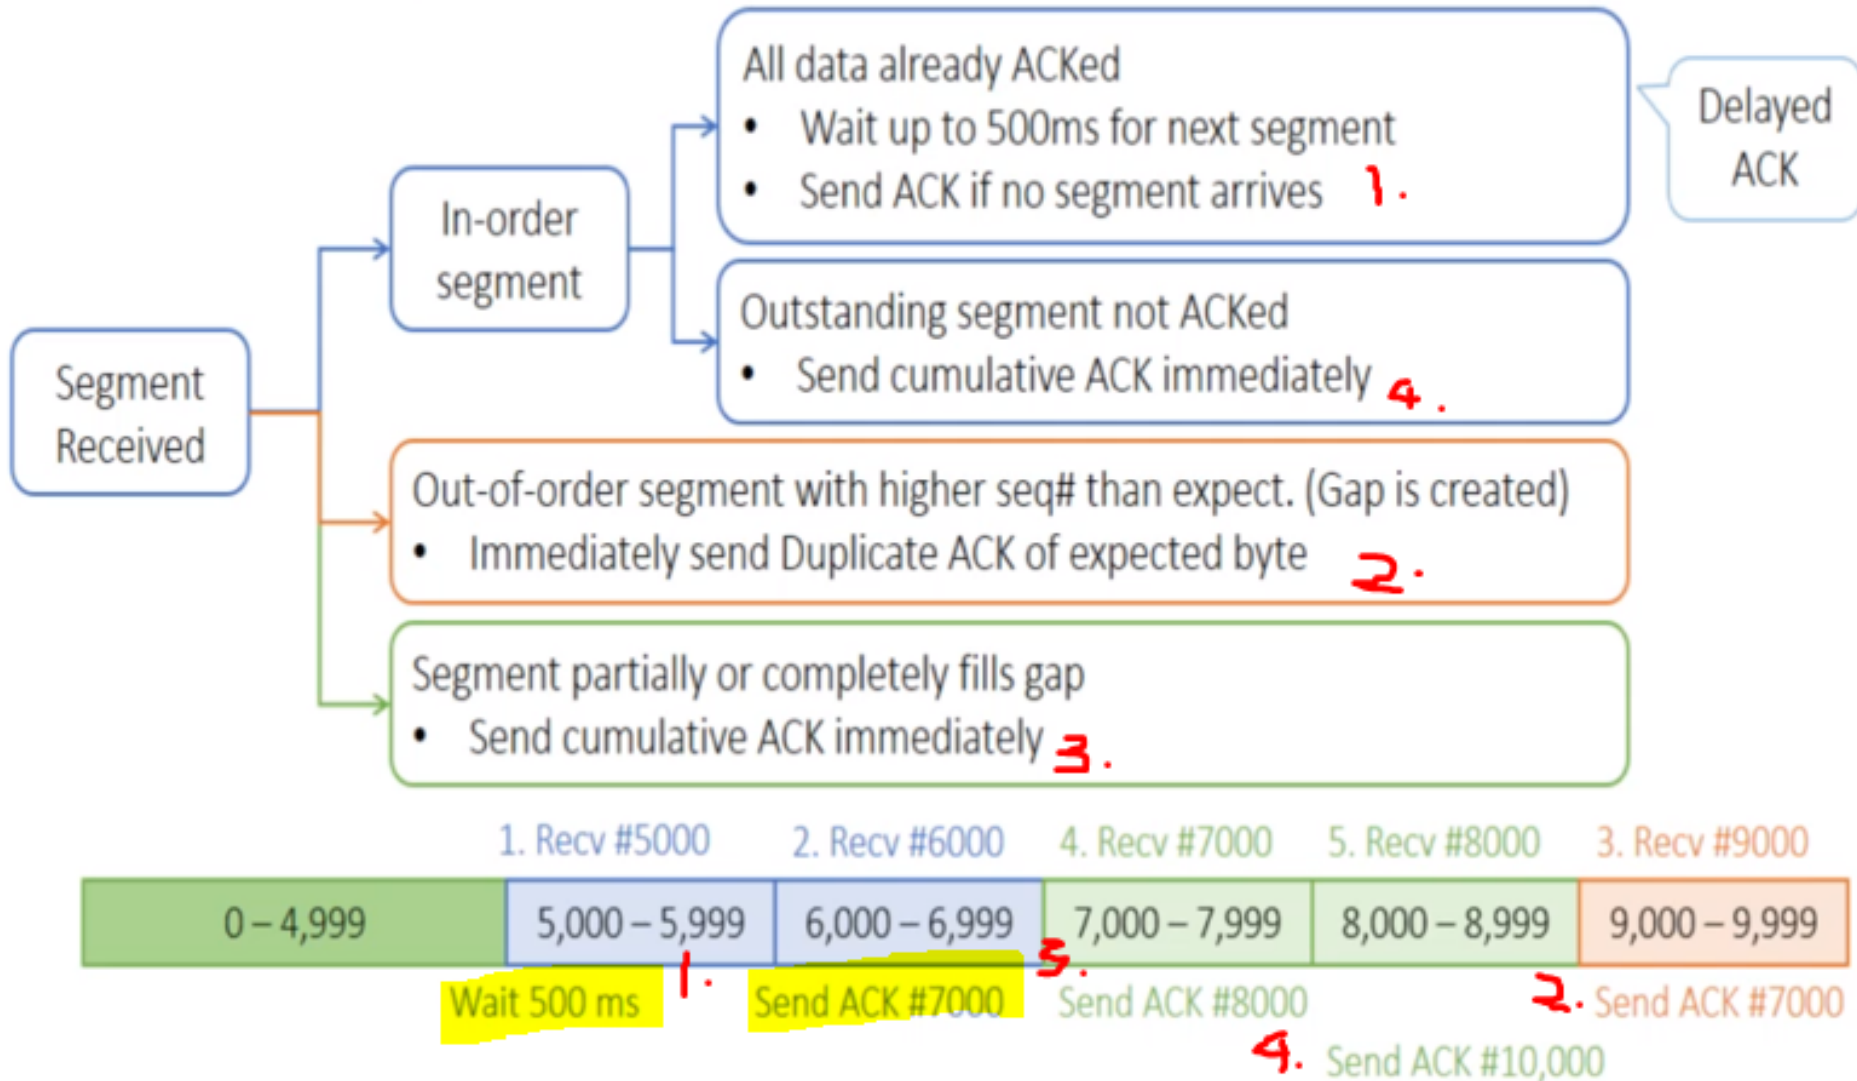 All data already ACKed
• Wait up to 500ms for next segment
• Send ACK if no segment arrives 1.
Delayed
ACK
In-order
segment
Outstanding segment not ACKed
• Send cumulative ACK immediately 4.
Segment
Received
Out-of-order segment with higher seq# than expect. (Gap is created)
• Immediately send Duplicate ACK of expected byte 2.
Segment partially or completely fills gap
• Send cumulative ACK immediately 3.
1. Recv #5000 2. Recv #6000 4. Recv #7000 5. Recv #8000 3. Recv #9000
0 – 4,999 5,000 – 5,999 6,000 – 6,999 7,000 – 7,999 8,000 – 8,999 9,000 – 9,999
Wait 500 ms 1. Send ACK #7000 3. Send ACK #8000 2. Send ACK #7000
4. Send ACK #10,000